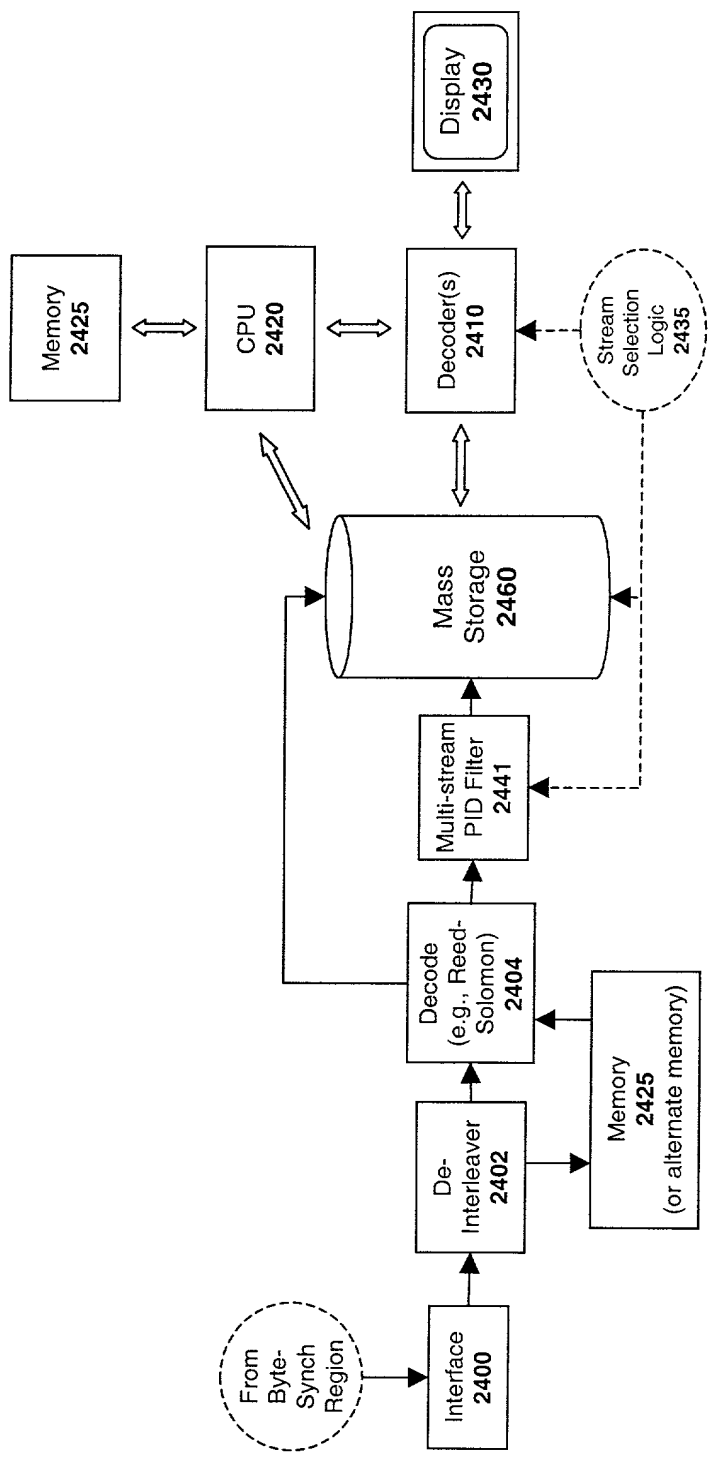 From
Byte-
Synch
Region
Interface
2400
De-
Interleaver
2402
Memory
2425
(or alternate memory)
Decode
(e.g., Reed-
Solomon)
2404
Multi-stream
PID Filter
2441
Mass
Storage
2460
Memory
2425
CPU
2420
Decoder(s)
2410
Stream
Selection
Logic
2435
Display
2430